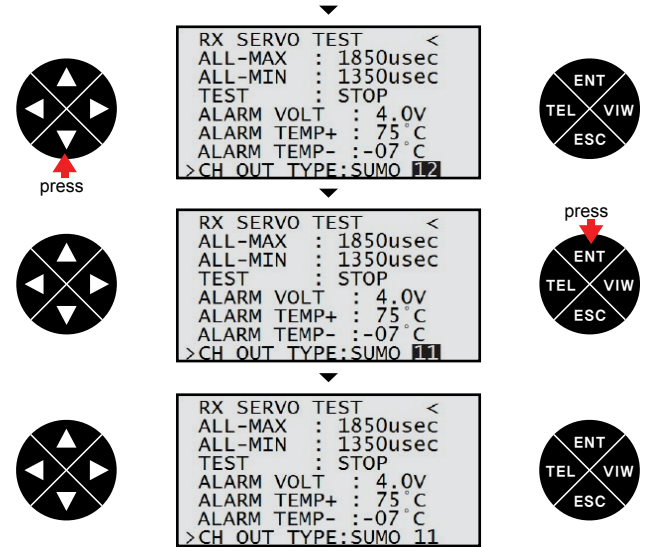 RX SERVO TEST <
ALL-MAX : 1850usec
ALL-MIN : 1350usec
TEST : STOP
ALARM VOLT : 4.0V
ALARM TEMP+ : 75°C
ALARM TEMP- :-07°C
>CH OUT TYPE:SUMO 12
press
ENT
TEL VIW
ESC
RX SERVO TEST <
ALL-MAX : 1850usec
ALL-MIN : 1350usec
TEST : STOP
ALARM VOLT : 4.0V
ALARM TEMP+ : 75°C
ALARM TEMP- :-07°C
>CH OUT TYPE:SUMO 11
press
ENT
TEL VIW
ESC
RX SERVO TEST <
ALL-MAX : 1850usec
ALL-MIN : 1350usec
TEST : STOP
ALARM VOLT : 4.0V
ALARM TEMP+ : 75°C
ALARM TEMP- :-07°C
>CH OUT TYPE:SUMO 11
ENT
TEL VIW
ESC